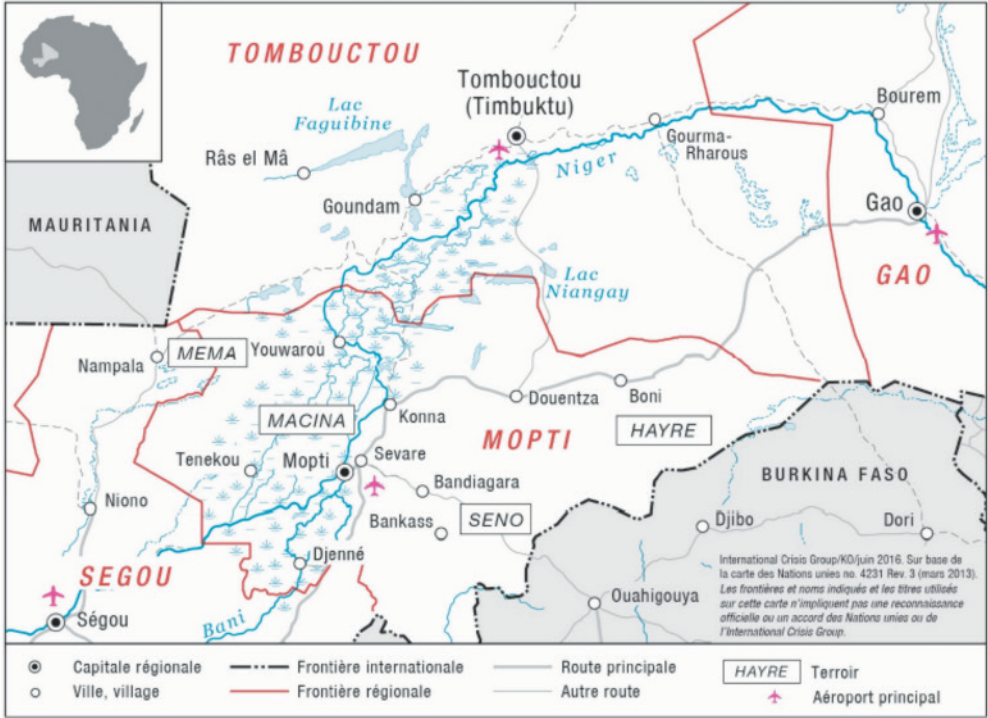 TOMBOUCTOU
Tombouctou
(Timbuktu)
Lac
Faguibine
Bourem
Râs el Mâ
Niger
Gourma-
Rharous
Goundam
Gao
MAURITANIA
Lac
Niangay
GAO
Nampala
MEMA
Youwarou
Douentza
Boni
MACINA
Konna
MOPTI
HAYRE
Tenekou
Mopti
Sevare
BURKINA FASO
Niono
Bandiagara
Bankass
SENO
Djibo
Dori
Djenné
SEGOU
Ségou
Bani
Ouahigouya
International Crisis Group/KO/juin 2016. Sur base de
la carte des Nations unies no. 4231 Rev. 3 (mars 2013).
Les frontières et noms indiqués et les titres utilisés
sur cette carte n'impliquent pas une reconnaissance
officielle ou un accord des Nations unies ou de
l'International Crisis Group.
Capitale régionale
Frontière internationale
Route principale
HAYRE
Terroir
Ville, village
Frontière régionale
Autre route
Aéroport principal